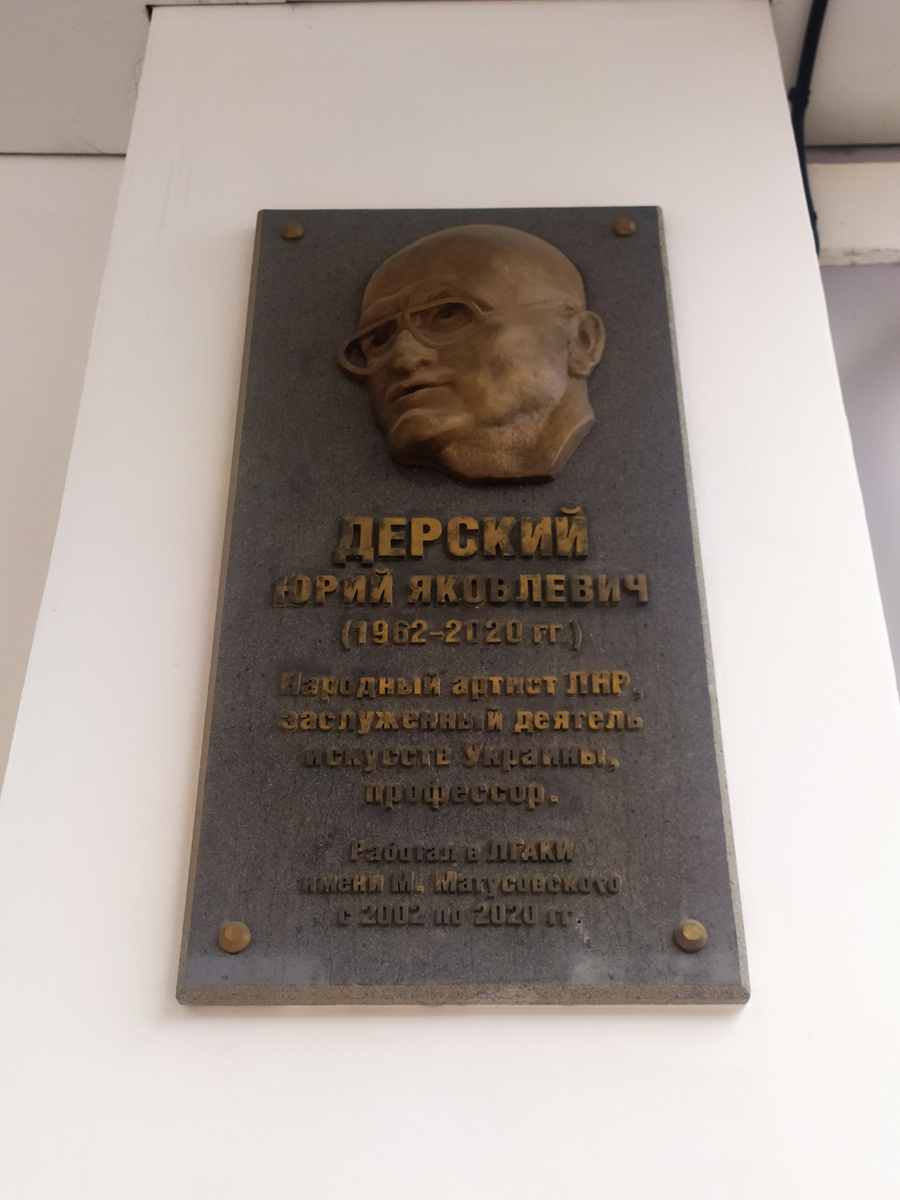 ДЕРСКИЙ
ЮРИЙ ЯКОВЛЕВИЧ
(1962-2020 гг.)
Народный артист ЛНР,
заслуженный деятель
искусств Украины,
профессор.
Работал в ЛГАКИ
имени М. Матусовского
с 2002 по 2020 гг.